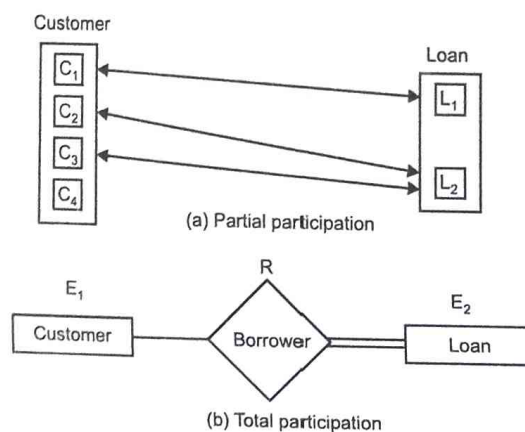 Customer
Loan
C1
C2
C3
C4
L1
L2
(a) Partial participation
R
E1
E2
Customer
Borrower
Loan
(b) Total participation